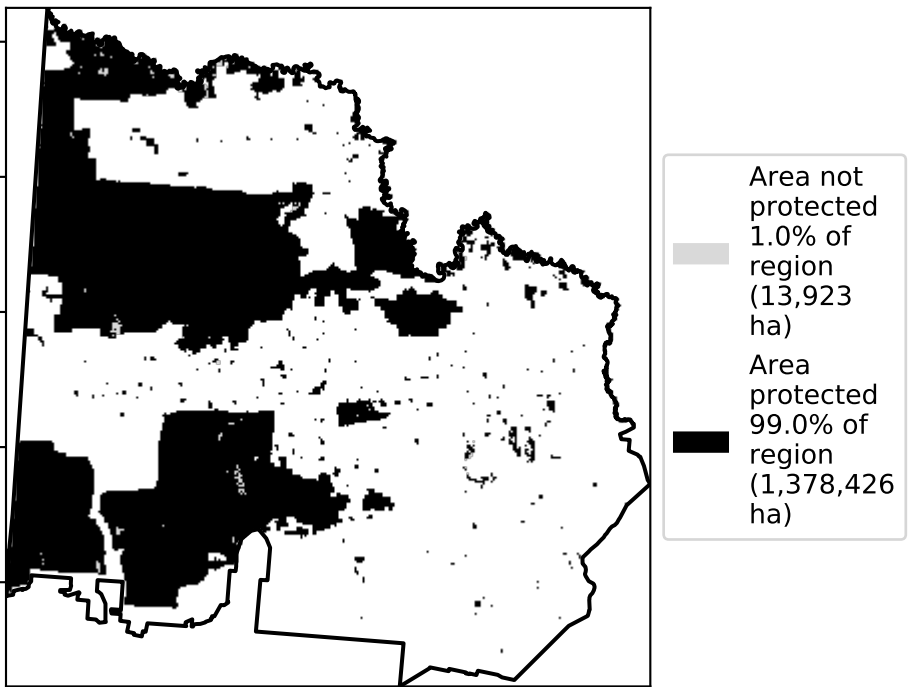 Area not
protected
1.0% of
region
(13,923
ha)
Area
protected
99.0% of
region
(1,378,426
ha)